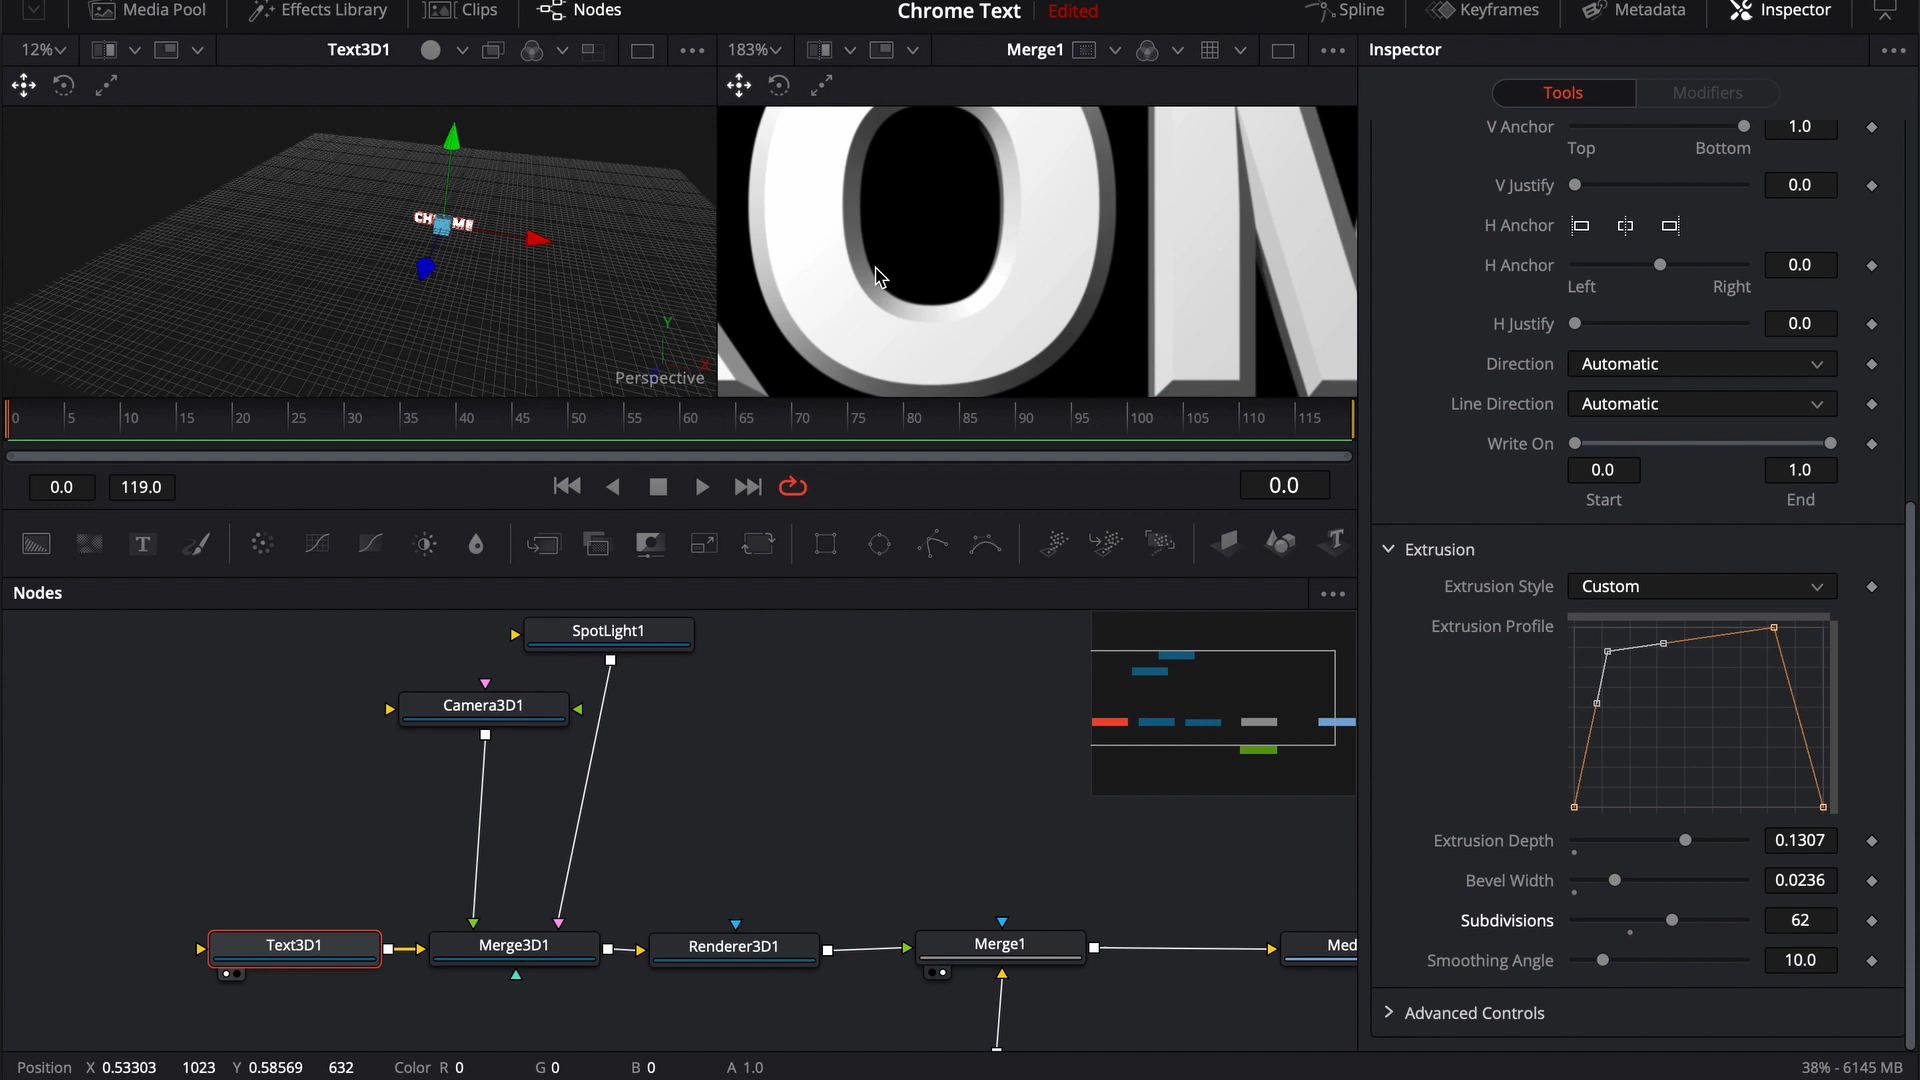 Media Pool
Effects Library
Clips
Nodes
Chrome Text
Edited
Spline
Keyframes
Metadata
Inspector
12%
Text3D1
183%
Merge1
Inspector
Tools
Modifiers
CH ME
Y
X
Perspective
ON
V Anchor
1.0
Top
Bottom
V Justify
0.0
H Anchor
H Anchor
0.0
Left
Right
H Justify
0.0
Direction
Automatic
Line Direction
Automatic
Write On
0.0
1.0
Start
End
0 5 10 15 20 25 30 35 40 45 50 55 60 65 70 75 80 85 90 95 100 105 110 115
0.0
119.0
0.0
T
T
Nodes
SpotLight1
Camera3D1
Text3D1
Merge3D1
Renderer3D1
Merge1
Med
Extrusion
Extrusion Style
Custom
Extrusion Profile
Extrusion Depth
0.1307
Bevel Width
0.0236
Subdivisions
62
Smoothing Angle
10.0
Advanced Controls
Position X 0.53303 1023 Y 0.58569 632 Color R 0 G 0 B 0 A 1.0
38% - 6145 MB